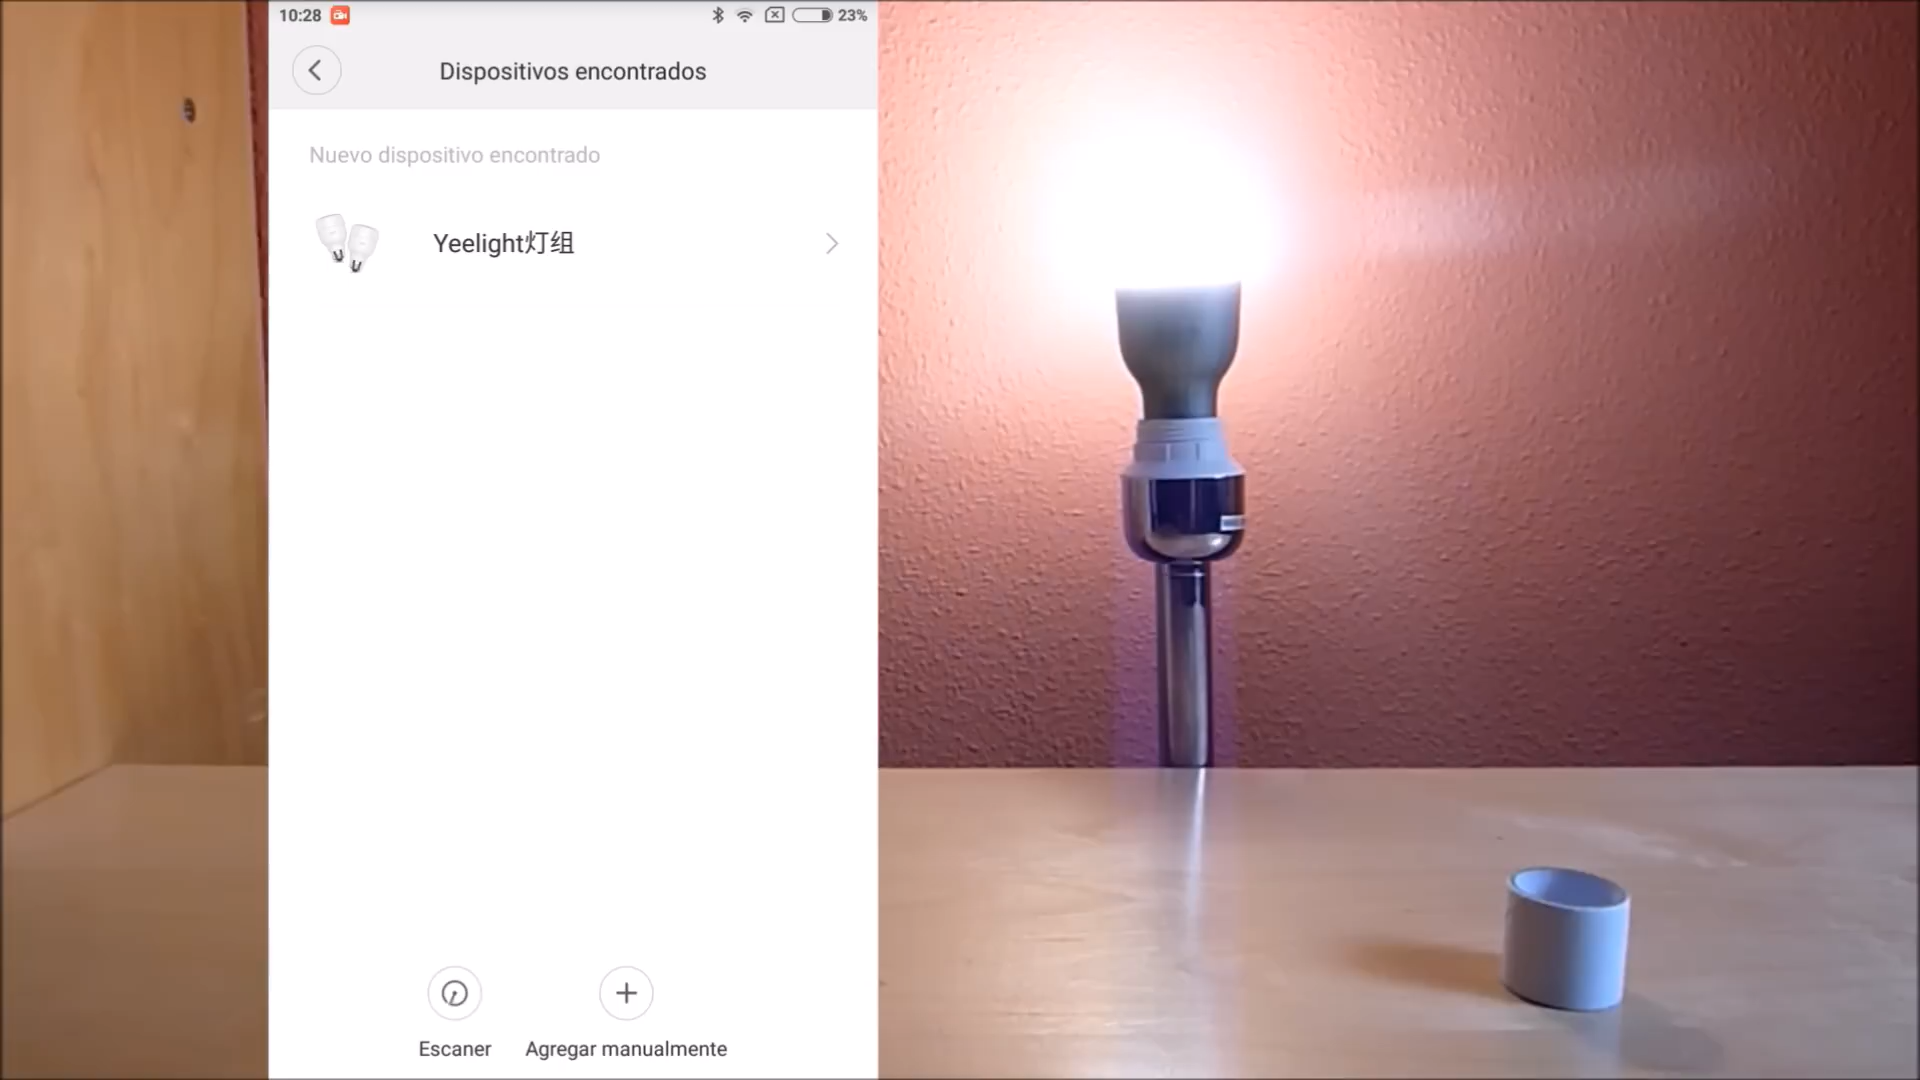 10:28 23%
Dispositivos encontrados
Nuevo dispositivo encontrado
Yeelight灯组
Escaner
Agregar manualmente